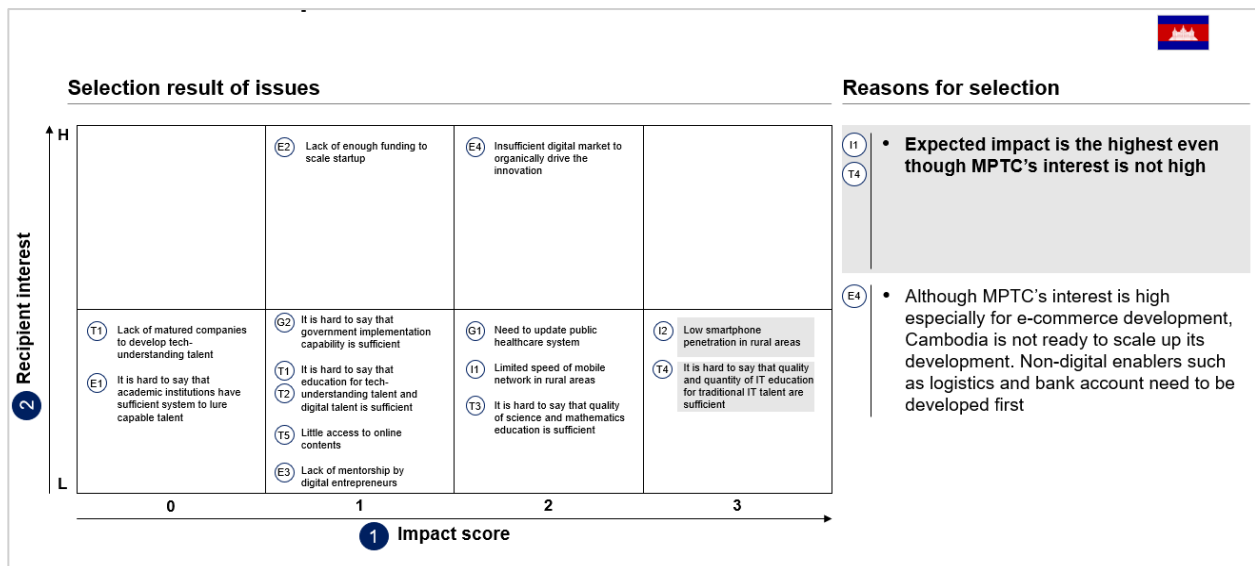 Selection result of issues
Reasons for selection
2 Recipient interest
H
L
E2 Lack of enough funding to
scale startup
E4 Insufficient digital market to
organically drive the
innovation
T1 Lack of matured companies
to develop tech-
understanding talent
E1 It is hard to say that
academic institutions have
sufficient system to lure
capable talent
G2 It is hard to say that
government implementation
capability is sufficient
T1 It is hard to say that
T2 education for tech-
understanding talent and
digital talent is sufficient
T5 Little access to online
contents
E3 Lack of mentorship by
digital entrepreneurs
G1 Need to update public
healthcare system
I1 Limited speed of mobile
network in rural areas
T3 It is hard to say that quality
of science and mathematics
education is sufficient
I2 Low smartphone
penetration in rural areas
T4 It is hard to say that quality
and quantity of IT education
for traditional IT talent are
sufficient
0 1 2 3
1 Impact score
I1
T4
• Expected impact is the highest even
though MPTC's interest is not high
E4
• Although MPTC's interest is high
especially for e-commerce development,
Cambodia is not ready to scale up its
development. Non-digital enablers such
as logistics and bank account need to be
developed first